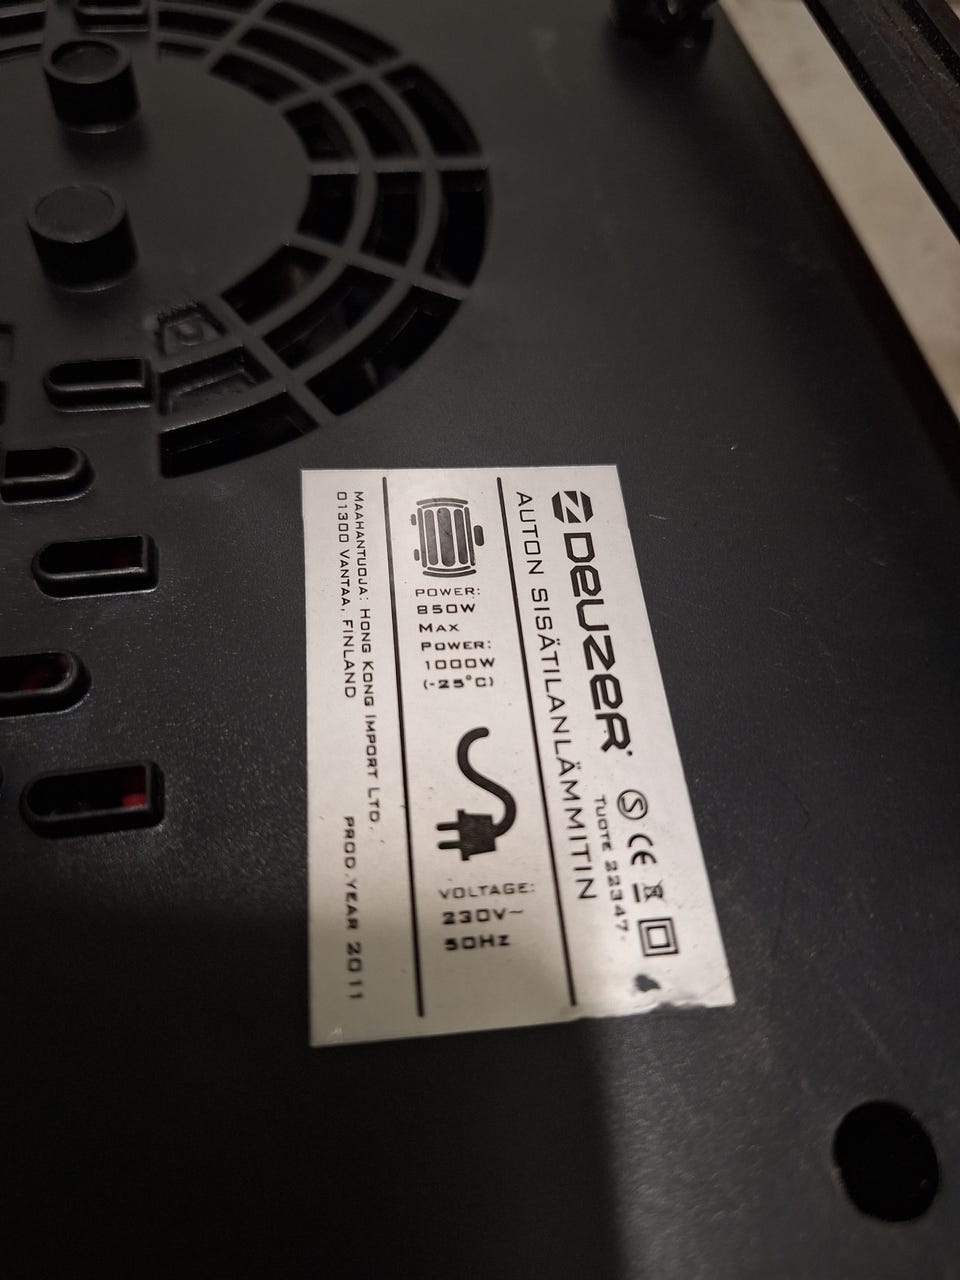 DEUZER
S CE
TUOTE 22347
AUTON SISÄTILANLÄMMITIN
POWER:
850W
MAX
POWER:
1000W
(-25°C)
VOLTAGE:
230V~
50HZ
MAAHANTUOJA: HONG KONG IMPORT LTD.
01300 VANTAA, FINLAND
PROD.YEAR 2011